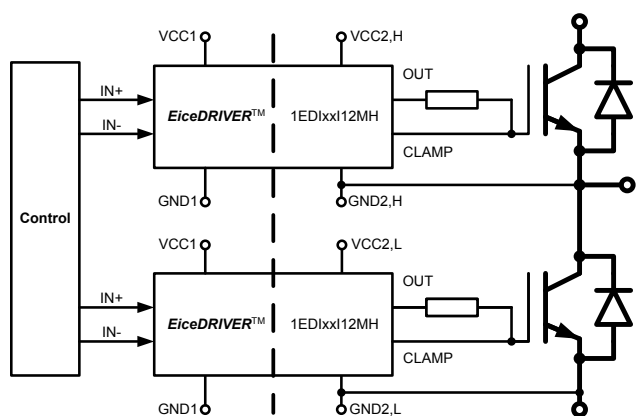 VCC1
VCC2,H
OUT
IN+
EiceDRIVER™
1EDIxxI12MH
IN-
CLAMP
GND1
GND2,H
Control
VCC1
VCC2,L
OUT
IN+
EiceDRIVER™
1EDIxxI12MH
IN-
CLAMP
GND1
GND2,L